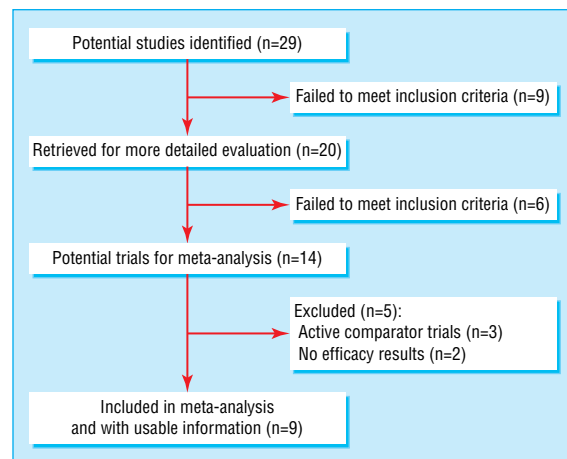 Potential studies identified (n=29)
Failed to meet inclusion criteria (n=9)
Retrieved for more detailed evaluation (n=20)
Failed to meet inclusion criteria (n=6)
Potential trials for meta-analysis (n=14)
Excluded (n=5):
Active comparator trials (n=3)
No efficacy results (n=2)
Included in meta-analysis
and with usable information (n=9)